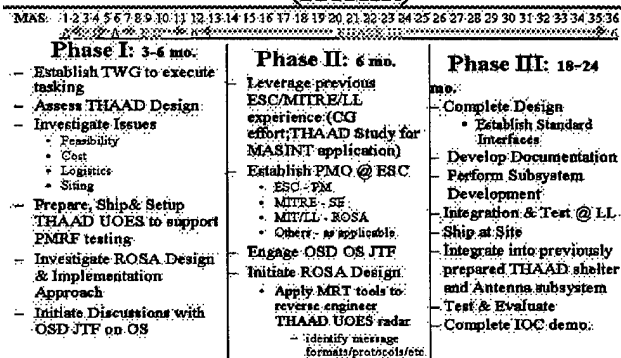 MAS: 1-2-3-4-5-6-7-8-9-10-11-12-13-14-15-16-17-18-19-20-21-22-23-24-25-26-27-28-29-30-31-32-33-34-35-36
Phase I: 3-6 mo.
– Establish TWG to execute
tasking
– Assess THAAD Design
– Investigate Issues
• Feasibility
• Cost
• Logistics
• Siting
– Prepare, Ship& Setup
THAAD UOES to support
PMRF testing
– Investigate ROSA Design
& Implementation
Approach
– Initiate Discussions with
OSD JTF on OS
Phase II: 6 mo.
– Leverage previous
ESC/MITRE/LL
experience (CG
effort;THAAD Study for
MASINT application)
– Establish PMO @ ESC
• ESC - PM
• MITRE - SE
• MIT/LL - ROSA
• Others - as applicable
– Engage OSD OS JTF
– Initiate ROSA Design
• Apply MRT tools to
reverse engineer
THAAD UOES radar
– identify message
formats/protocols/etc.
Phase III: 18-24
mo.
– Complete Design
• Establish Standard
Interfaces
– Develop Documentation
– Perform Subsystem
Development
– Integration & Test @ LL
– Ship at Site
– Integrate into previously
prepared THAAD shelter
and Antenna subsystem
– Test & Evaluate
– Complete IOC demo.